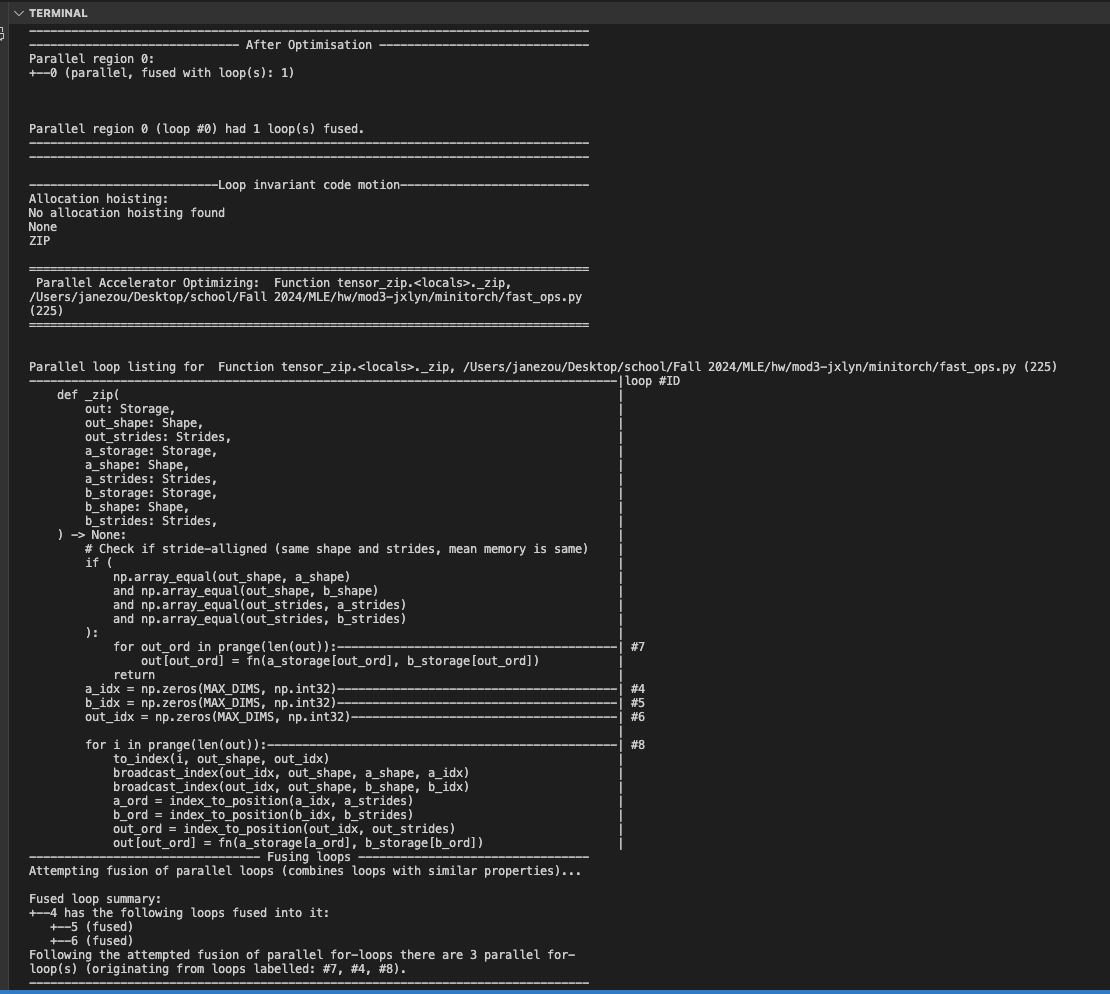 TERMINAL
------------------------------ After Optimisation ------------------------------
Parallel region 0:
+--0 (parallel, fused with loop(s): 1)
Parallel region 0 (loop #0) had 1 loop(s) fused.
---------------------------Loop invariant code motion---------------------------
Allocation hoisting:
No allocation hoisting found
None
ZIP
================================================================================
 Parallel Accelerator Optimizing:  Function tensor_zip.<locals>._zip,
/Users/janezou/Desktop/school/Fall 2024/MLE/hw/mod3-jxlyn/minitorch/fast_ops.py
(225)
================================================================================
Parallel loop listing for  Function tensor_zip.<locals>._zip, /Users/janezou/Desktop/school/Fall 2024/MLE/hw/mod3-jxlyn/minitorch/fast_ops.py (225)
------------------------------------------------------------------------------------|loop #ID
    def _zip(                                                                       |
        out: Storage,                                                               |
        out_shape: Shape,                                                           |
        out_strides: Strides,                                                       |
        a_storage: Storage,                                                         |
        a_shape: Shape,                                                             |
        a_strides: Strides,                                                         |
        b_storage: Storage,                                                         |
        b_shape: Shape,                                                             |
        b_strides: Strides,                                                         |
    ) -> None:                                                                      |
        # Check if stride-alligned (same shape and strides, mean memory is same)    |
        if (                                                                        |
            np.array_equal(out_shape, a_shape)                                      |
            and np.array_equal(out_shape, b_shape)                                  |
            and np.array_equal(out_strides, a_strides)                              |
            and np.array_equal(out_strides, b_strides)                              |
        ):                                                                          |
            for out_ord in prange(len(out)):----------------------------------------| #7
                out[out_ord] = fn(a_storage[out_ord], b_storage[out_ord])           |
            return                                                                  |
        a_idx = np.zeros(MAX_DIMS, np.int32)----------------------------------------| #4
        b_idx = np.zeros(MAX_DIMS, np.int32)----------------------------------------| #5
        out_idx = np.zeros(MAX_DIMS, np.int32)--------------------------------------| #6
                                                                                    |
        for i in prange(len(out)):--------------------------------------------------| #8
            to_index(i, out_shape, out_idx)                                         |
            broadcast_index(out_idx, out_shape, a_shape, a_idx)                     |
            broadcast_index(out_idx, out_shape, b_shape, b_idx)                     |
            a_ord = index_to_position(a_idx, a_strides)                             |
            b_ord = index_to_position(b_idx, b_strides)                             |
            out_ord = index_to_position(out_idx, out_strides)                       |
            out[out_ord] = fn(a_storage[a_ord], b_storage[b_ord])                   |
--------------------------------- Fusing loops ---------------------------------
Attempting fusion of parallel loops (combines loops with similar properties)...
Fused loop summary:
+--4 has the following loops fused into it:
   +--5 (fused)
   +--6 (fused)
Following the attempted fusion of parallel for-loops there are 3 parallel for-
loop(s) (originating from loops labelled: #7, #4, #8).
--------------------------------------------------------------------------------